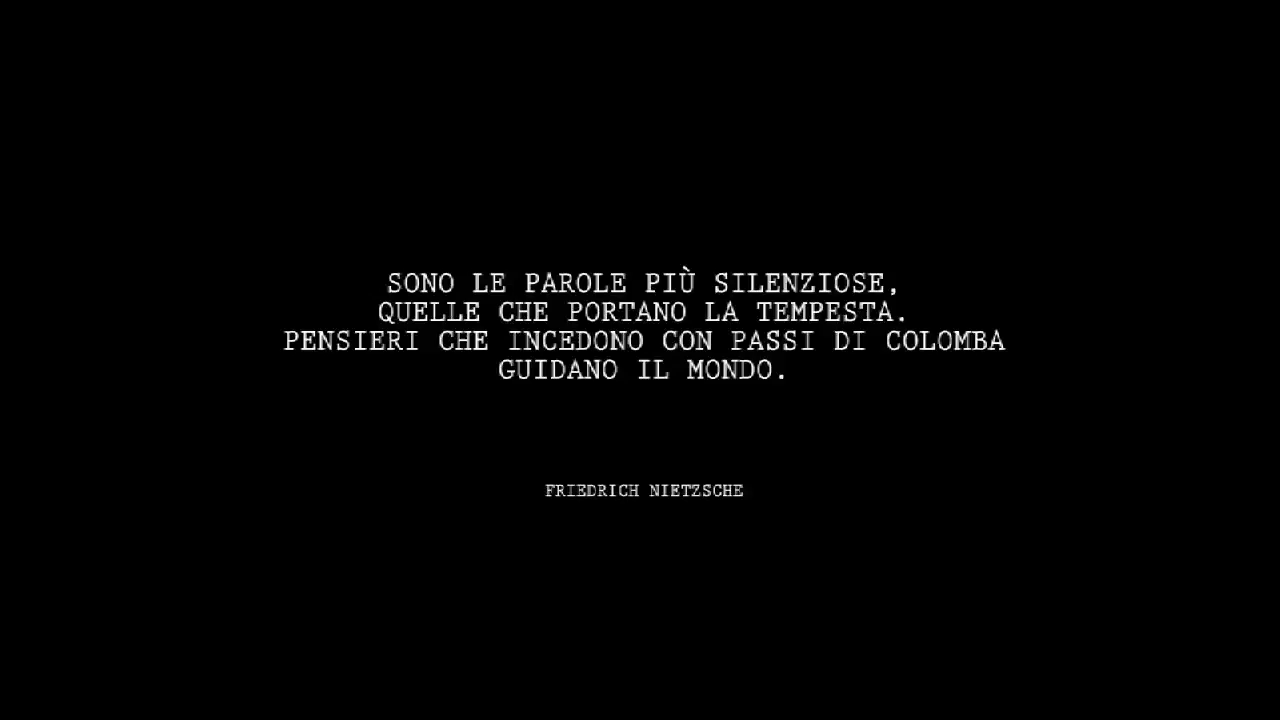 SONO LE PAROLE PIÙ SILENZIOSE,
QUELLE CHE PORTANO LA TEMPESTA.
PENSIERI CHE INCEDONO CON PASSI DI COLOMBA
GUIDANO IL MONDO.
FRIEDRICH NIETZSCHE